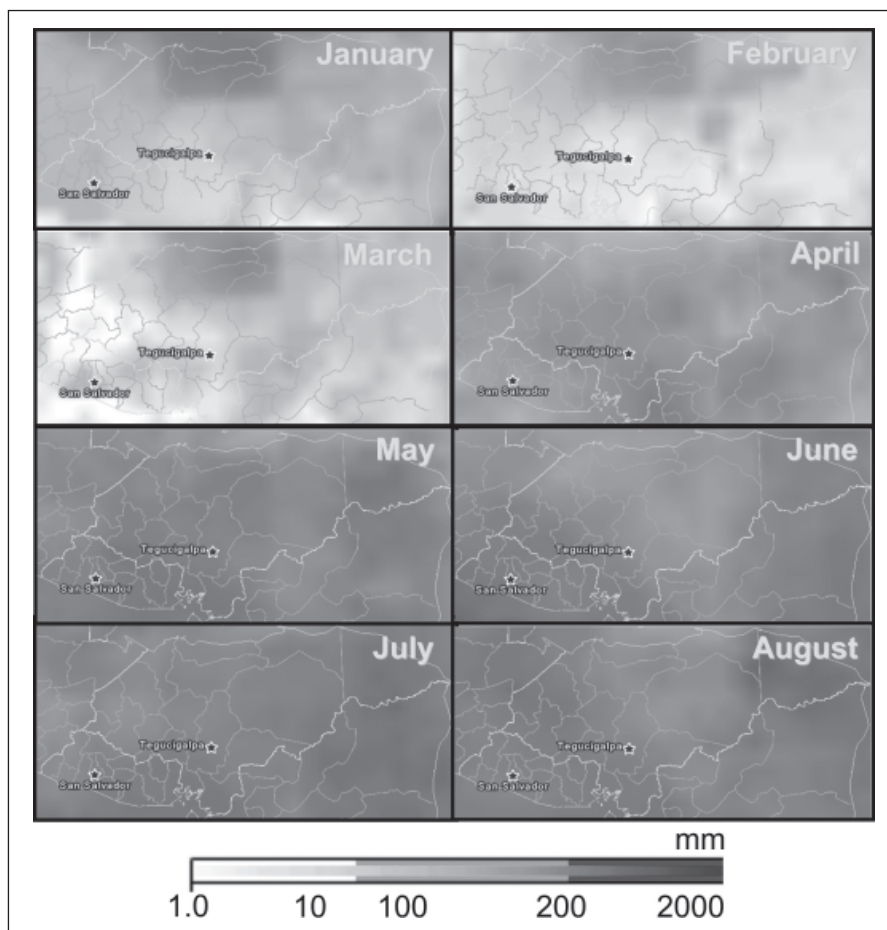 January
Tegucigalpa
San Salvador
February
Tegucigalpa
San Salvador
March
Tegucigalpa
San Salvador
April
Tegucigalpa
San Salvador
May
Tegucigalpa
San Salvador
June
Tegucigalpa
San Salvador
July
Tegucigalpa
San Salvador
August
Tegucigalpa
San Salvador
mm
1.0 10 100 200 2000